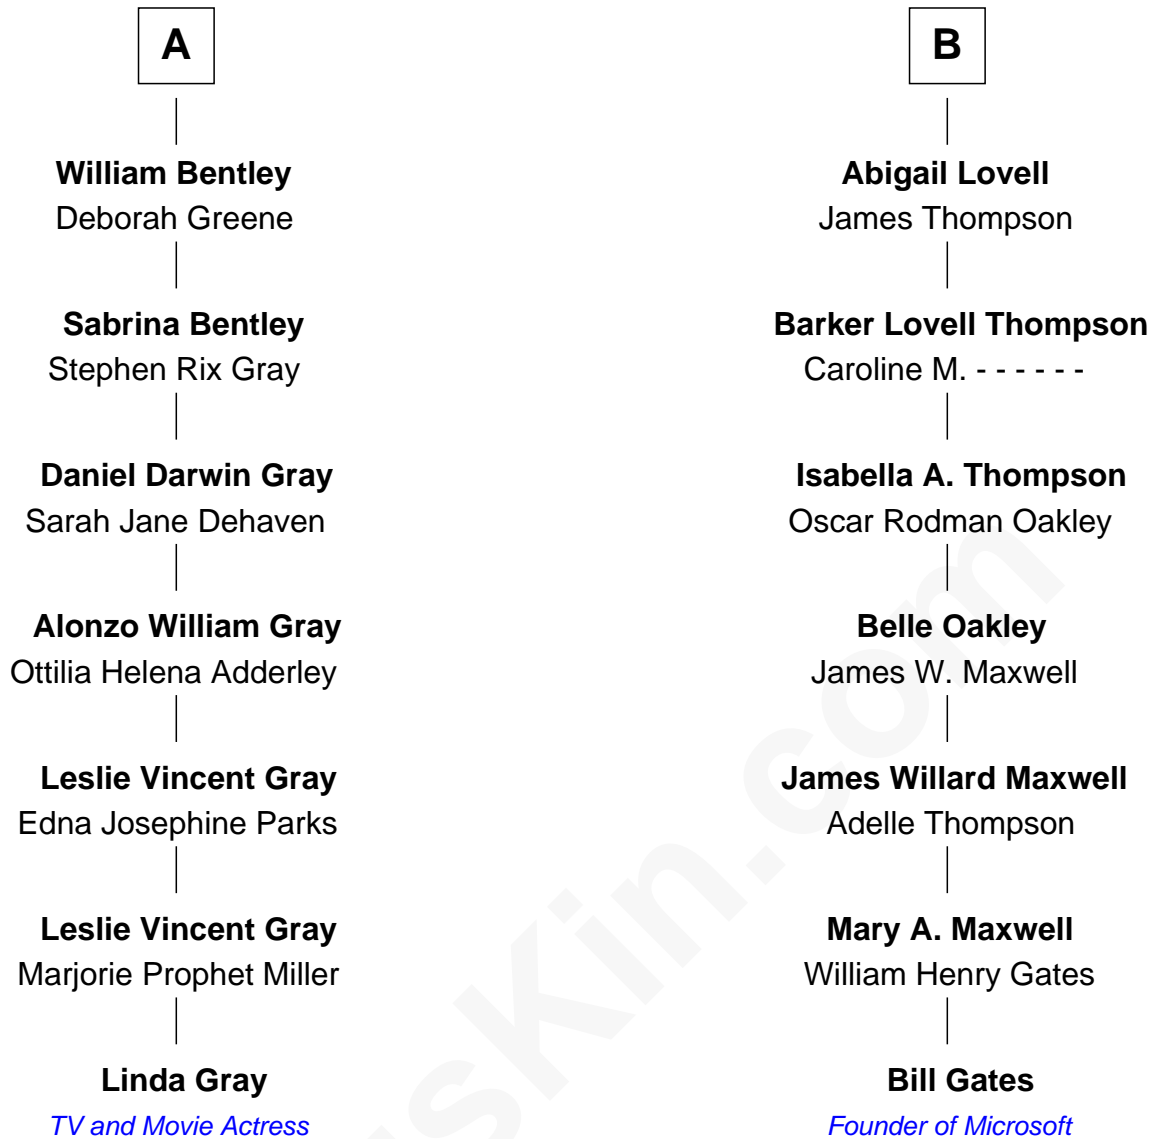 A
B
William Bentley
Deborah Greene
Abigail Lovell
James Thompson
Sabrina Bentley
Stephen Rix Gray
Barker Lovell Thompson
Caroline M. - - - - - -
Daniel Darwin Gray
Sarah Jane Dehaven
Isabella A. Thompson
Oscar Rodman Oakley
Alonzo William Gray
Ottilia Helena Adderley
Belle Oakley
James W. Maxwell
Leslie Vincent Gray
Edna Josephine Parks
James Willard Maxwell
Adelle Thompson
Leslie Vincent Gray
Marjorie Prophet Miller
Mary A. Maxwell
William Henry Gates
Linda Gray
TV and Movie Actress
Bill Gates
Founder of Microsoft